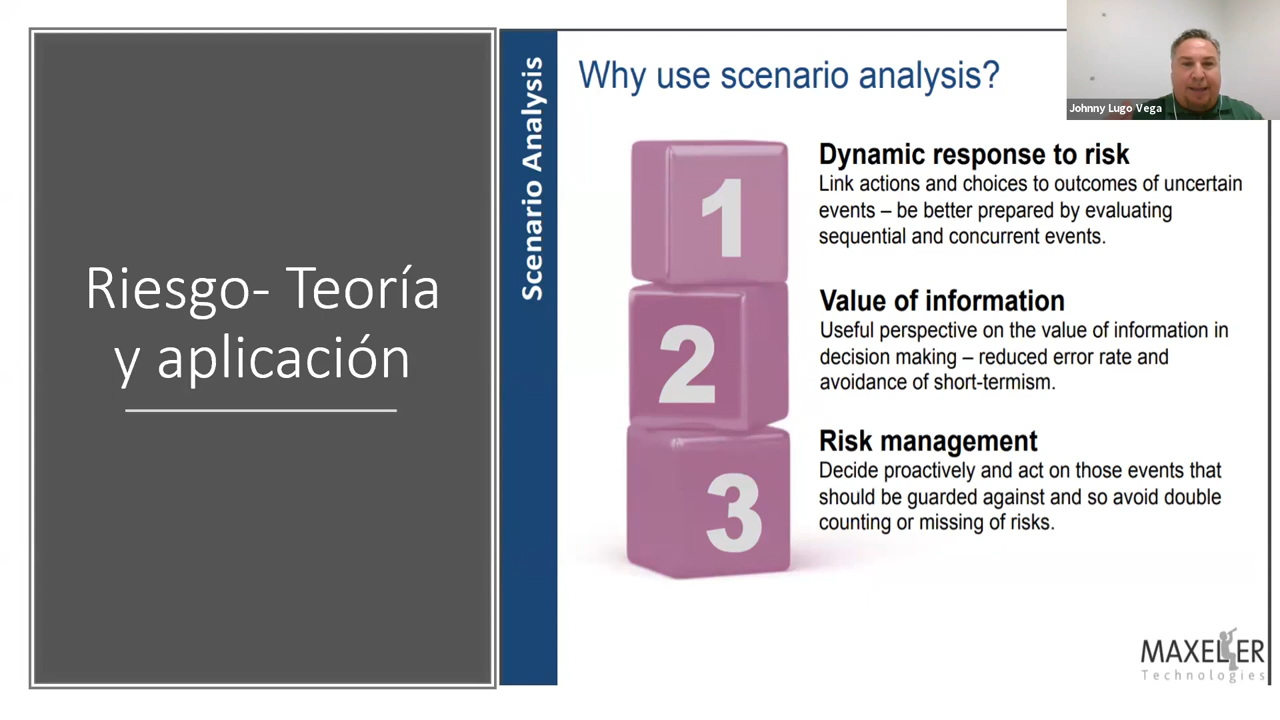 Riesgo- Teoría
y aplicación
Scenario Analysis
Why use scenario analysis?
Johnny Lugo Vega
1
Dynamic response to risk
Link actions and choices to outcomes of uncertain
events – be better prepared by evaluating
sequential and concurrent events.
2
Value of information
Useful perspective on the value of information in
decision making – reduced error rate and
avoidance of short-termism.
3
Risk management
Decide proactively and act on those events that
should be guarded against and so avoid double
counting or missing of risks.
MAXELER
Technologies